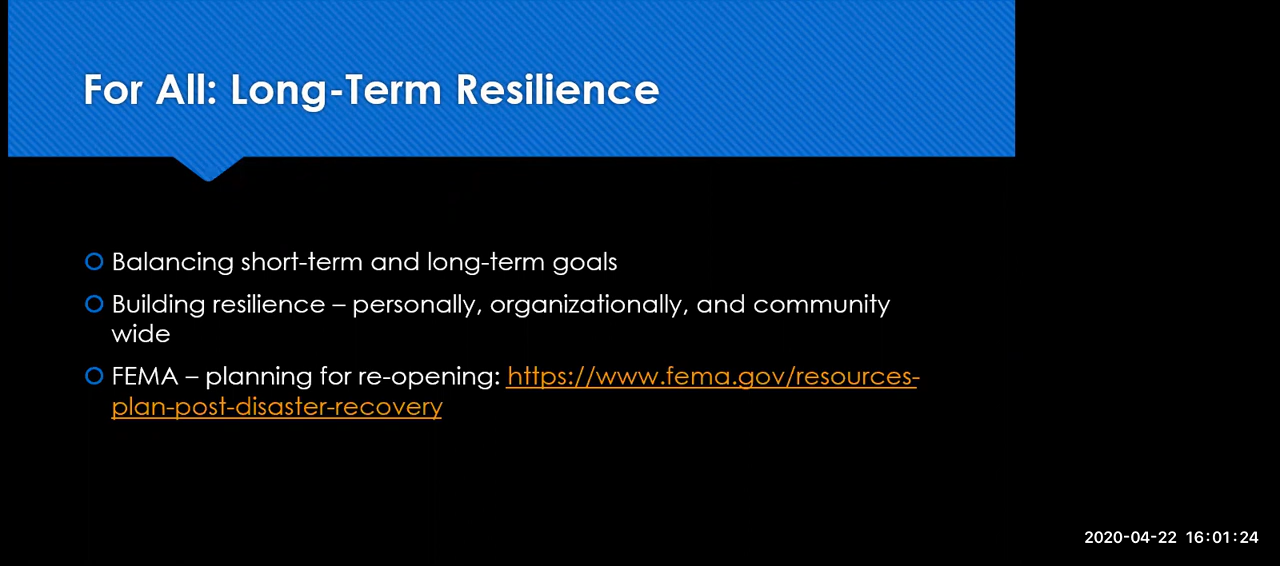 For All: Long-Term Resilience
Balancing short-term and long-term goals
Building resilience – personally, organizationally, and community
wide
FEMA – planning for re-opening: https://www.fema.gov/resources-
plan-post-disaster-recovery
2020-04-22 16:01:24